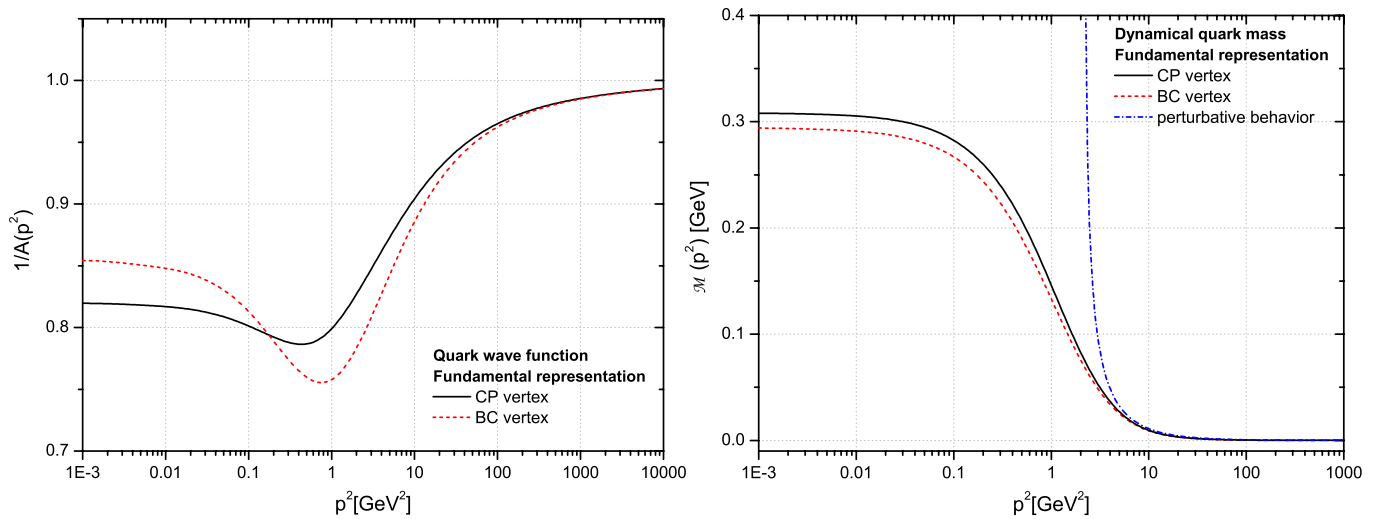 1.0
0.9
0.8
0.7
1/A(p²)
Quark wave function
Fundamental representation
CP vertex
BC vertex
1E-3 0.01 0.1 1 10 100 1000 10000
p²[GeV²]
0.4
0.3
0.2
0.1
0.0
ℳ (p²) [GeV]
Dynamical quark mass
Fundamental representation
CP vertex
BC vertex
perturbative behavior
1E-3 0.01 0.1 1 10 100 1000
p²[GeV²]